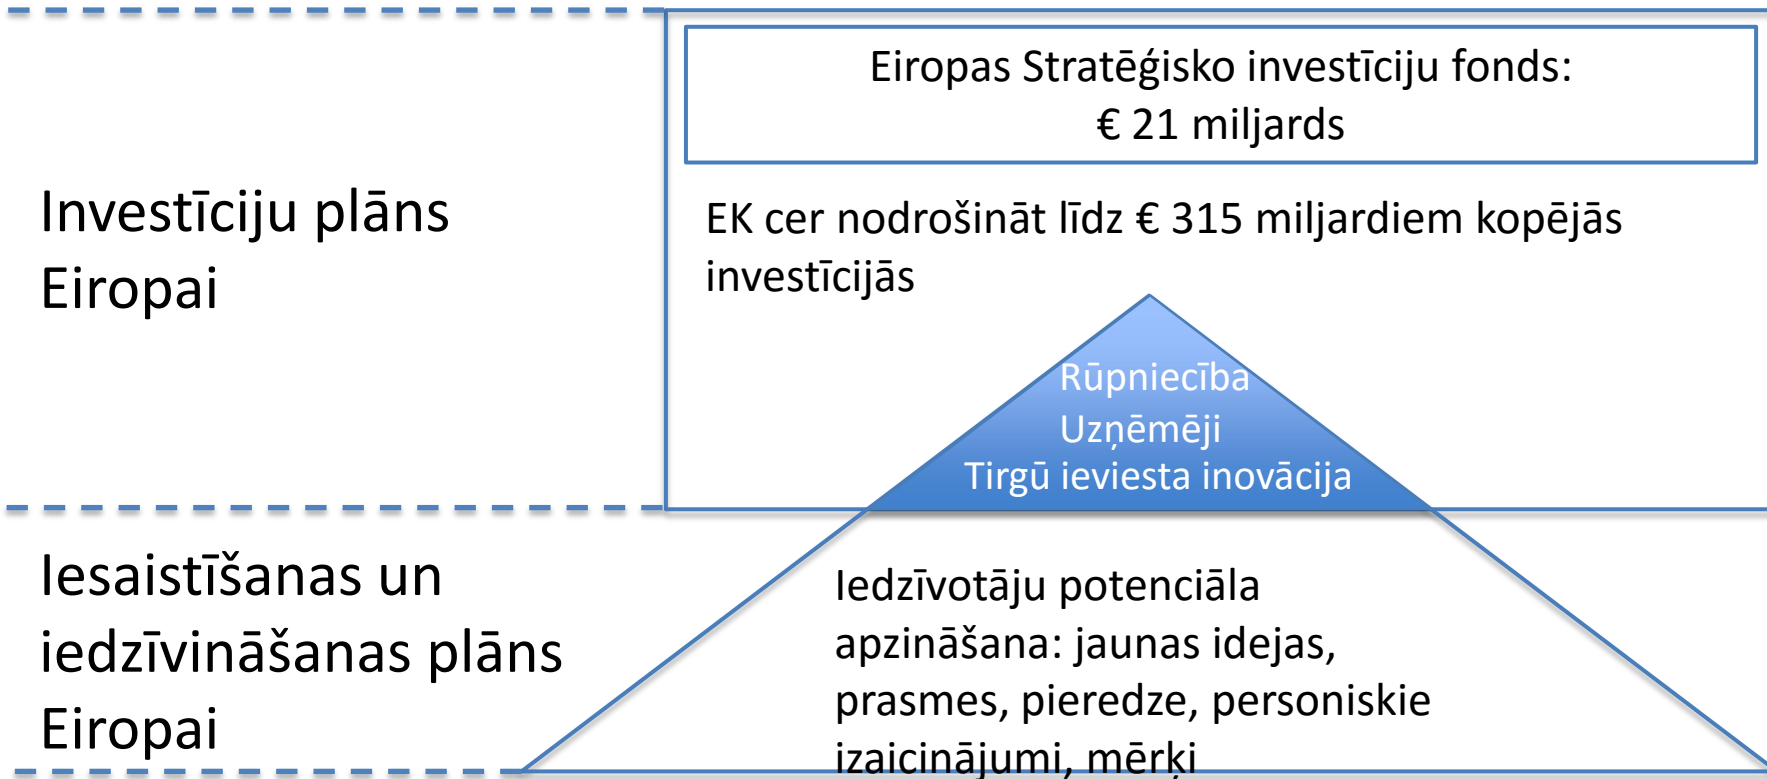 Eiropas Stratēģisko investīciju fonds:
€ 21 miljards
Investīciju plāns
Eiropai
EK cer nodrošināt līdz € 315 miljardiem kopējās
investīcijās
Rūpniecība
Uzņēmēji
Tirgū ieviesta inovācija
Iesaistīšanas un
iedzīvināšanas plāns
Eiropai
Iedzīvotāju potenciāla
apzināšana: jaunas idejas,
prasmes, pieredze, personiskie
izaicinājumi, mērķi